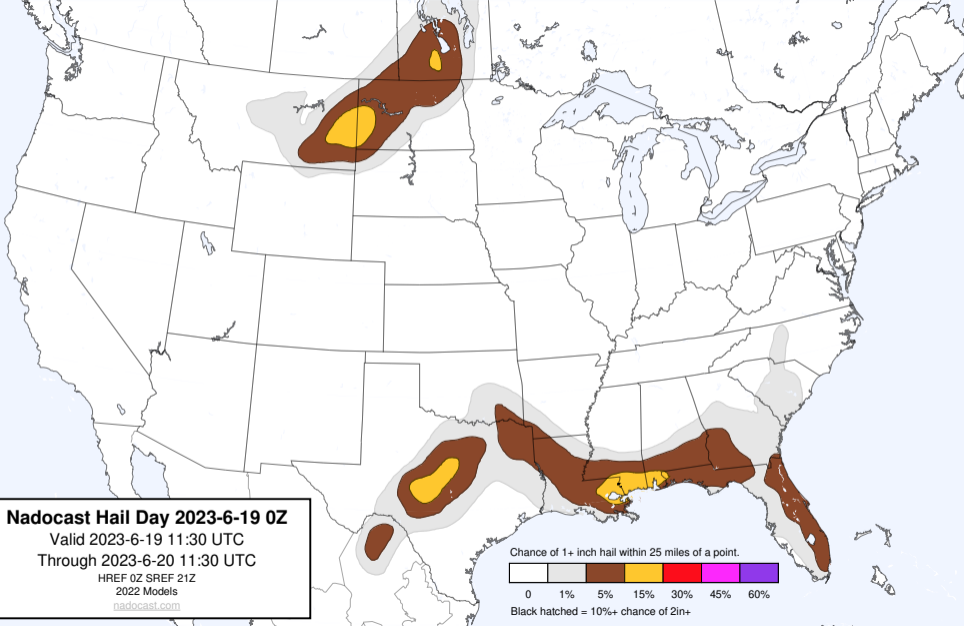 Nadocast Hail Day 2023-6-19 0Z
Valid 2023-6-19 11:30 UTC
Through 2023-6-20 11:30 UTC
HREF 0Z SREF 21Z
2022 Models
nadocast.com
Chance of 1+ inch hail within 25 miles of a point.
0 1% 5% 15% 30% 45% 60%
Black hatched = 10%+ chance of 2in+